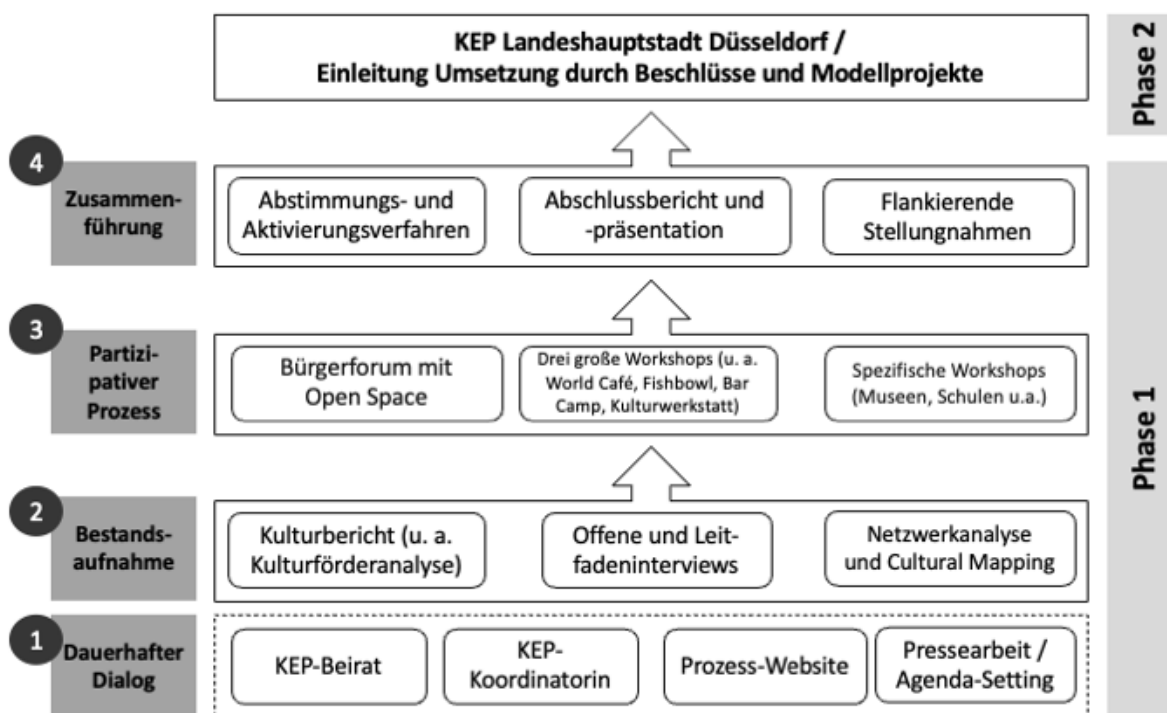 KEP Landeshauptstadt Düsseldorf /
Einleitung Umsetzung durch Beschlüsse und Modellprojekte
Phase 2
4
Zusammen-
führung
Abstimmungs- und
Aktivierungsverfahren
Abschlussbericht und
-präsentation
Flankierende
Stellungnahmen
3
Partizi-
pativer
Prozess
Bürgerforum mit
Open Space
Drei große Workshops (u. a.
World Café, Fishbowl, Bar
Camp, Kulturwerkstatt)
Spezifische Workshops
(Museen, Schulen u.a.)
Phase 1
2
Bestands-
aufnahme
Kulturbericht (u. a.
Kulturförderanalyse)
Offene und Leit-
fadeninterviews
Netzwerkanalyse
und Cultural Mapping
1
Dauerhafter
Dialog
KEP-Beirat
KEP-
Koordinatorin
Prozess-Website
Pressearbeit /
Agenda-Setting